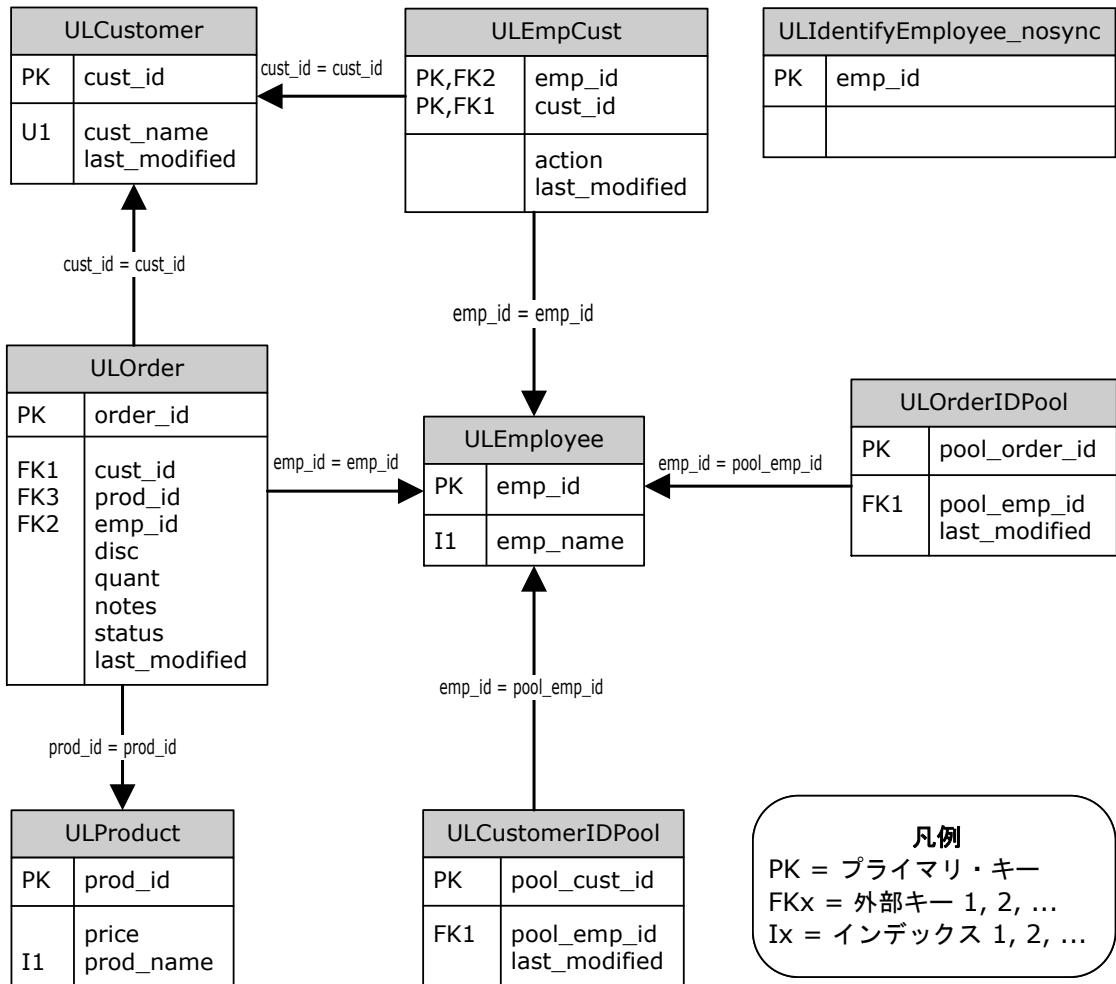 ULCustomer
PK cust_id
U1 cust_name
last_modified
cust_id = cust_id
ULEmpCust
PK,FK2 emp_id
PK,FK1 cust_id
action
last_modified
ULIdentifyEmployee_nosync
PK emp_id
cust_id = cust_id
emp_id = emp_id
ULOrder
PK order_id
FK1 cust_id
FK3 prod_id
FK2 emp_id
disc
quant
notes
status
last_modified
emp_id = emp_id
ULEmployee
PK emp_id
I1 emp_name
emp_id = pool_emp_id
ULOrderIDPool
PK pool_order_id
FK1 pool_emp_id
last_modified
prod_id = prod_id
emp_id = pool_emp_id
ULProduct
PK prod_id
price
I1 prod_name
ULCustomerIDPool
PK pool_cust_id
FK1 pool_emp_id
last_modified
凡例
PK = プライマリ・キー
FKx = 外部キー 1, 2, ...
Ix = インデックス 1, 2, ...